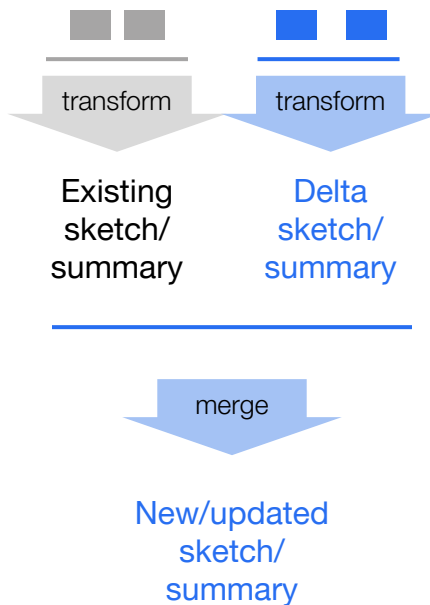 transform
transform
Existing
sketch/
summary
Delta
sketch/
summary
merge
New/updated
sketch/
summary